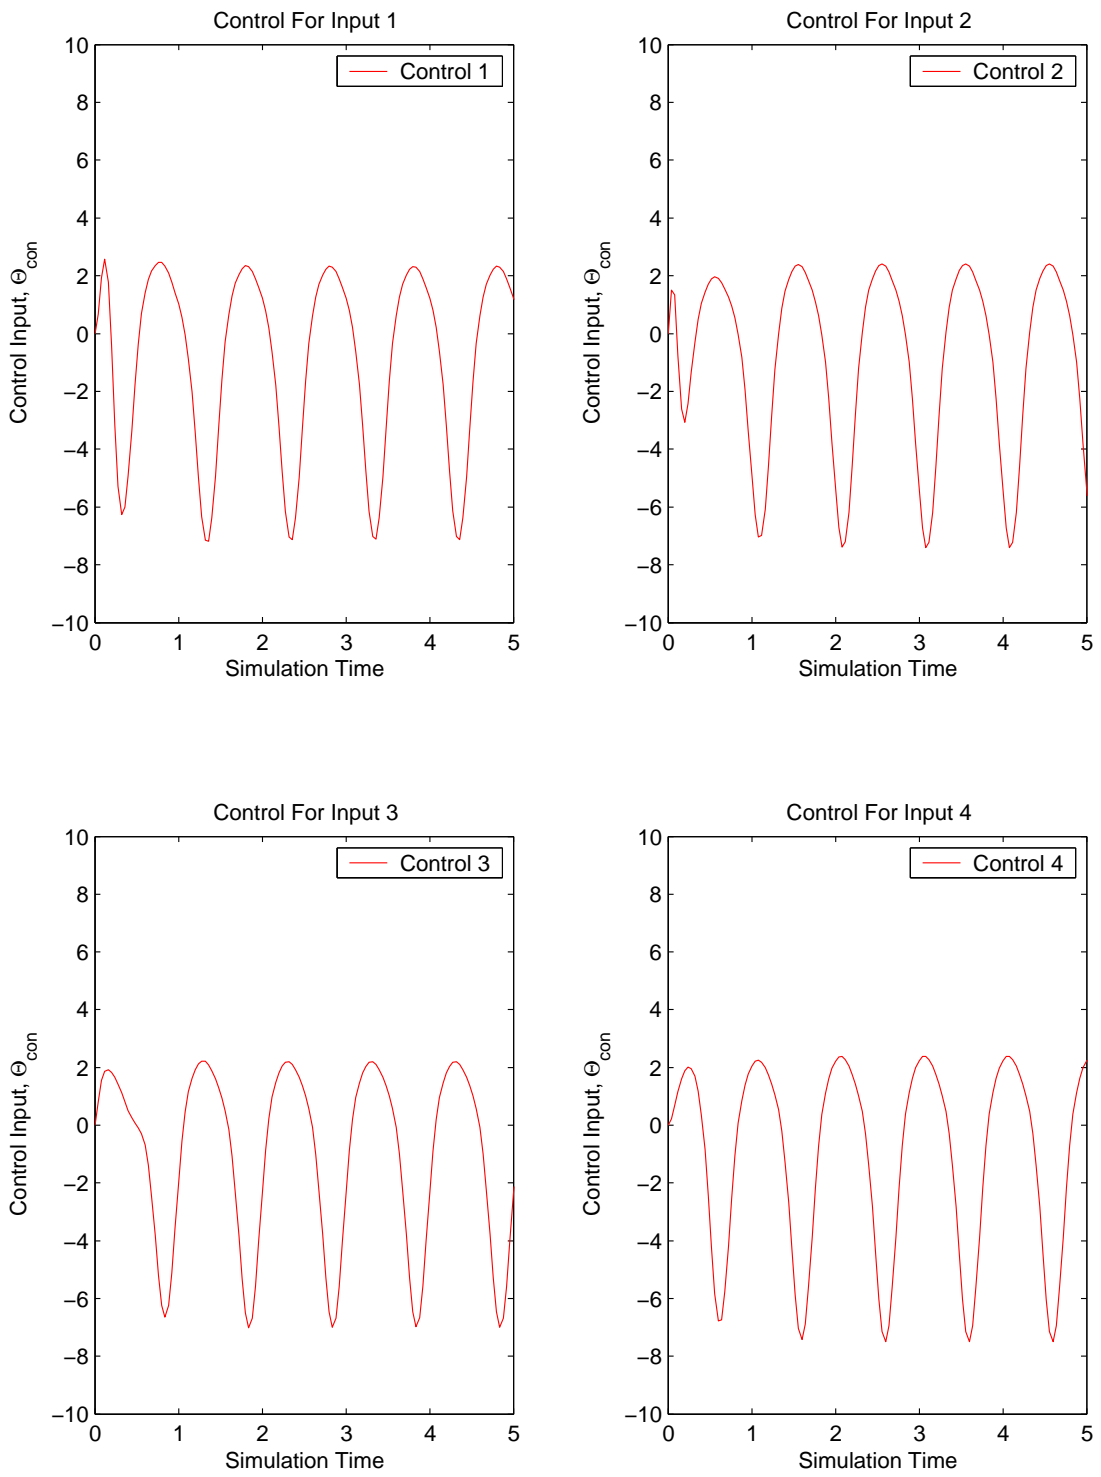 Control For Input 1
Control 1
10
8
6
4
2
0
−2
−4
−6
−8
−10
Control Input, Θcon
0 1 2 3 4 5
Simulation Time
Control For Input 2
Control 2
10
8
6
4
2
0
−2
−4
−6
−8
−10
Control Input, Θcon
0 1 2 3 4 5
Simulation Time
Control For Input 3
Control 3
10
8
6
4
2
0
−2
−4
−6
−8
−10
Control Input, Θcon
0 1 2 3 4 5
Simulation Time
Control For Input 4
Control 4
10
8
6
4
2
0
−2
−4
−6
−8
−10
Control Input, Θcon
0 1 2 3 4 5
Simulation Time